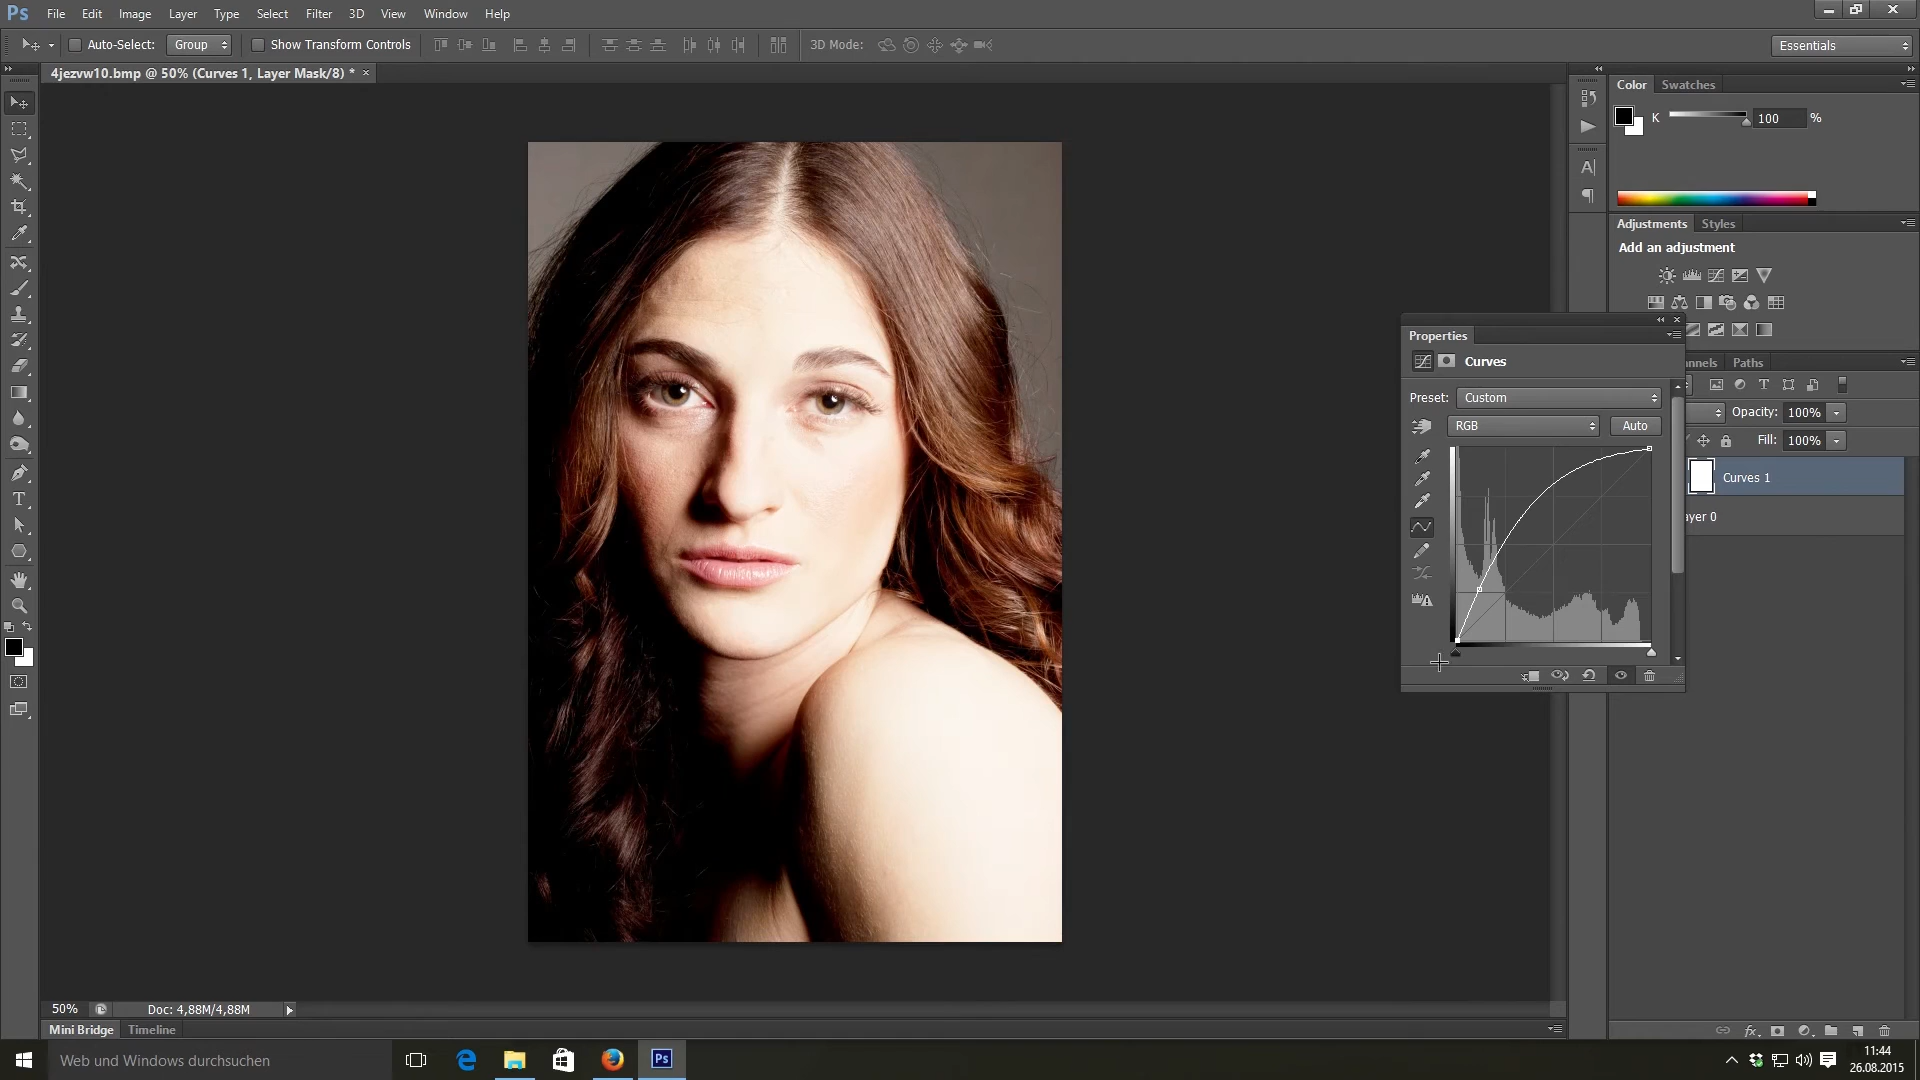 Ps File Edit Image Layer Type Select Filter 3D View Window Help
Auto-Select: Group Show Transform Controls 3D Mode: Essentials
4jezvw10.bmp @ 50% (Curves 1, Layer Mask/8) * ×
Color Swatches
K 100 %
Adjustments Styles
Add an adjustment
Properties
Curves
Paths
Preset: Custom
Opacity: 100%
RGB Auto
Fill: 100%
Curves 1
ayer 0
50% Doc: 4,88M/4,88M
Mini Bridge Timeline
Web und Windows durchsuchen
Ps
11:44
26.08.2015